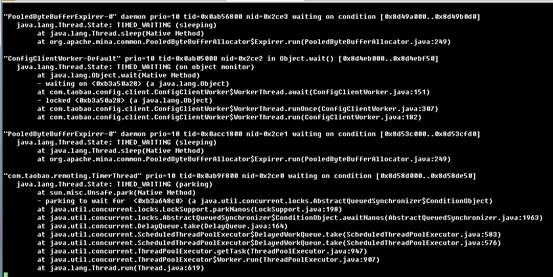 "PooledByteBufferExpirer-0" daemon prio=10 tid=0x0ab56800 nid=0x2ce3 waiting on condition [0x8d49a000..0x8d49b0d0]
java.lang.Thread.State: TIMED_WAITING (sleeping)
at java.lang.Thread.sleep(Native Method)
at org.apache.mina.common.PooledByteBufferAllocator$Expirer.run(PooledByteBufferAllocator.java:249)
"ConfigClientWorker-Default" prio=10 tid=0x0ab05000 nid=0x2ce2 in Object.wait() [0x8d4eb000..0x8d4ebf50]
java.lang.Thread.State: TIMED_WAITING (on object monitor)
at java.lang.Object.wait(Native Method)
- waiting on <0xb3a50a28> (a java.lang.Object)
at com.taobao.config.client.ConfigClientWorker$WorkerThread.await(ConfigClientWorker.java:151)
- locked <0xb3a50a28> (a java.lang.Object)
at com.taobao.config.client.ConfigClientWorker$WorkerThread.runOnce(ConfigClientWorker.java:307)
at com.taobao.config.client.ConfigClientWorker$WorkerThread.run(ConfigClientWorker.java:182)
"PooledByteBufferExpirer-0" daemon prio=10 tid=0x0acc1800 nid=0x2ce1 waiting on condition [0x8d53c000..0x8d53cfd0]
java.lang.Thread.State: TIMED_WAITING (sleeping)
at java.lang.Thread.sleep(Native Method)
at org.apache.mina.common.PooledByteBufferAllocator$Expirer.run(PooledByteBufferAllocator.java:249)
"com.taobao.remoting.TimerThread" prio=10 tid=0x0ab9f800 nid=0x2ce0 waiting on condition [0x8d58d000..0x8d58de50]
java.lang.Thread.State: TIMED_WAITING (parking)
at sun.misc.Unsafe.park(Native Method)
- parking to wait for <0xb3a648c0> (a java.util.concurrent.locks.AbstractQueuedSynchronizer$ConditionObject)
at java.util.concurrent.locks.LockSupport.parkNanos(LockSupport.java:198)
at java.util.concurrent.locks.AbstractQueuedSynchronizer$ConditionObject.awaitNanos(AbstractQueuedSynchronizer.java:1963)
at java.util.concurrent.DelayQueue.take(DelayQueue.java:164)
at java.util.concurrent.ScheduledThreadPoolExecutor$DelayedWorkQueue.take(ScheduledThreadPoolExecutor.java:583)
at java.util.concurrent.ScheduledThreadPoolExecutor$DelayedWorkQueue.take(ScheduledThreadPoolExecutor.java:576)
at java.util.concurrent.ThreadPoolExecutor.getTask(ThreadPoolExecutor.java:947)
at java.util.concurrent.ThreadPoolExecutor$Worker.run(ThreadPoolExecutor.java:907)
at java.lang.Thread.run(Thread.java:619)